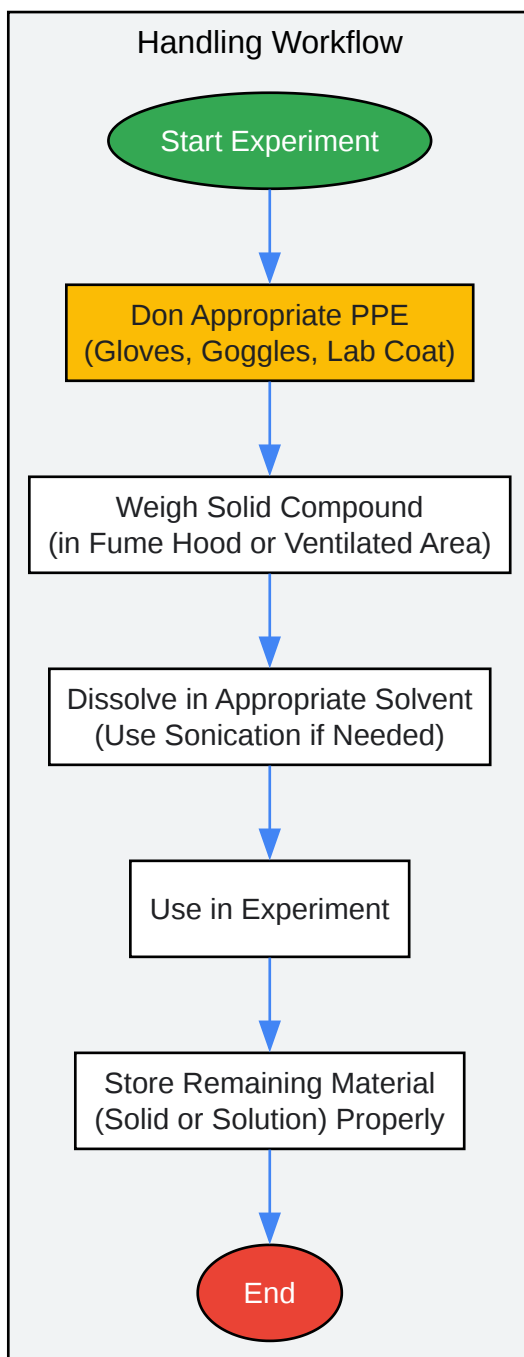 Handling Workflow
Start Experiment
Don Appropriate PPE
(Gloves, Goggles, Lab Coat)
Weigh Solid Compound
(in Fume Hood or Ventilated Area)
Dissolve in Appropriate Solvent
(Use Sonication if Needed)
Use in Experiment
Store Remaining Material
(Solid or Solution) Properly
End